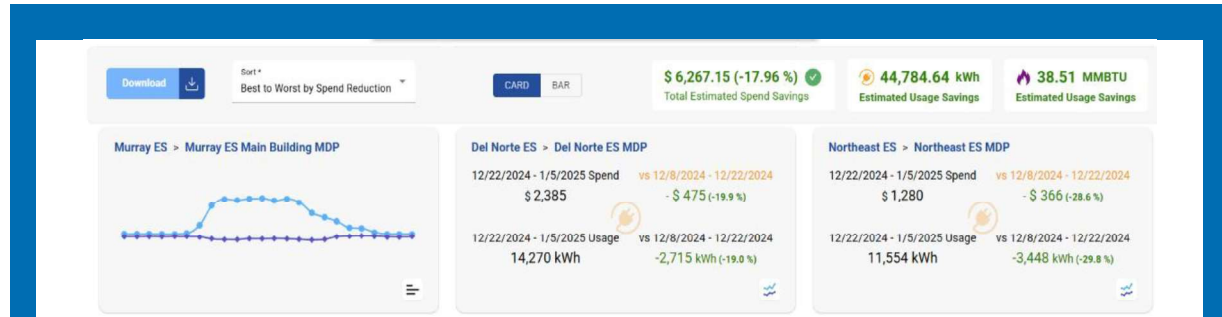 Download
Sort *
Best to Worst by Spend Reduction
CARD BAR
$ 6,267.15 (-17.96 %)
Total Estimated Spend Savings
44,784.64 kWh
Estimated Usage Savings
38.51 MMBTU
Estimated Usage Savings
Murray ES > Murray ES Main Building MDP
Del Norte ES > Del Norte ES MDP
12/22/2024 - 1/5/2025 Spend vs 12/8/2024 - 12/22/2024
$ 2,385 - $ 475 (-19.9 %)
12/22/2024 - 1/5/2025 Usage vs 12/8/2024 - 12/22/2024
14,270 kWh -2,715 kWh (-19.0 %)
Northeast ES > Northeast ES MDP
12/22/2024 - 1/5/2025 Spend vs 12/8/2024 - 12/22/2024
$ 1,280 - $ 366 (-28.6 %)
12/22/2024 - 1/5/2025 Usage vs 12/8/2024 - 12/22/2024
11,554 kWh -3,448 kWh (-29.8 %)